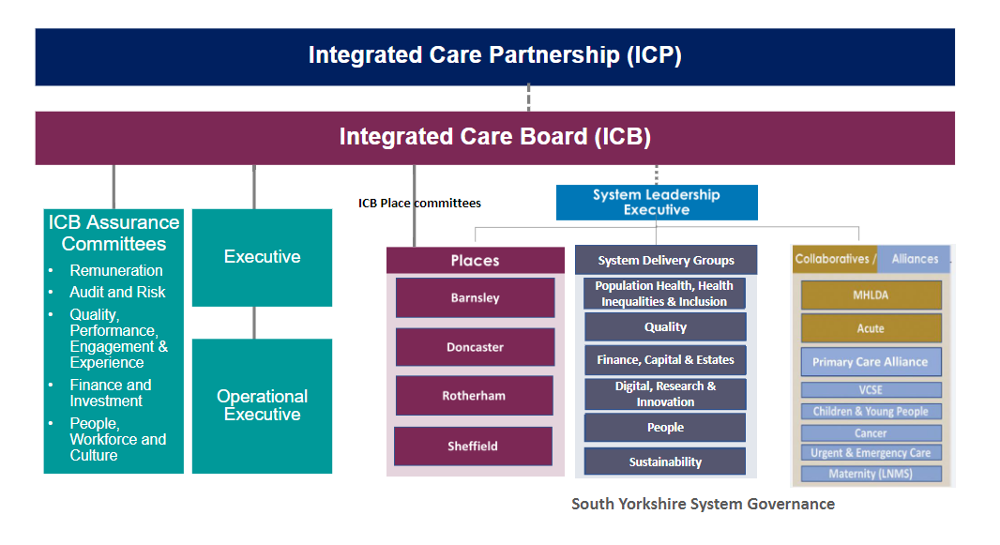 Integrated Care Partnership (ICP)
Integrated Care Board (ICB)
ICB Assurance
Committees
• Remuneration
• Audit and Risk
• Quality,
Performance,
Engagement &
Experience
• Finance and
Investment
• People,
Workforce and
Culture
Executive
Operational
Executive
ICB Place committees
System Leadership
Executive
Places
Barnsley
Doncaster
Rotherham
Sheffield
System Delivery Groups
Population Health, Health
Inequalities & Inclusion
Quality
Finance, Capital & Estates
Digital, Research &
Innovation
People
Sustainability
Collaboratives / Alliances
MHLDA
Acute
Primary Care Alliance
VCSE
Children & Young People
Cancer
Urgent & Emergency Care
Maternity (LNMS)
South Yorkshire System Governance